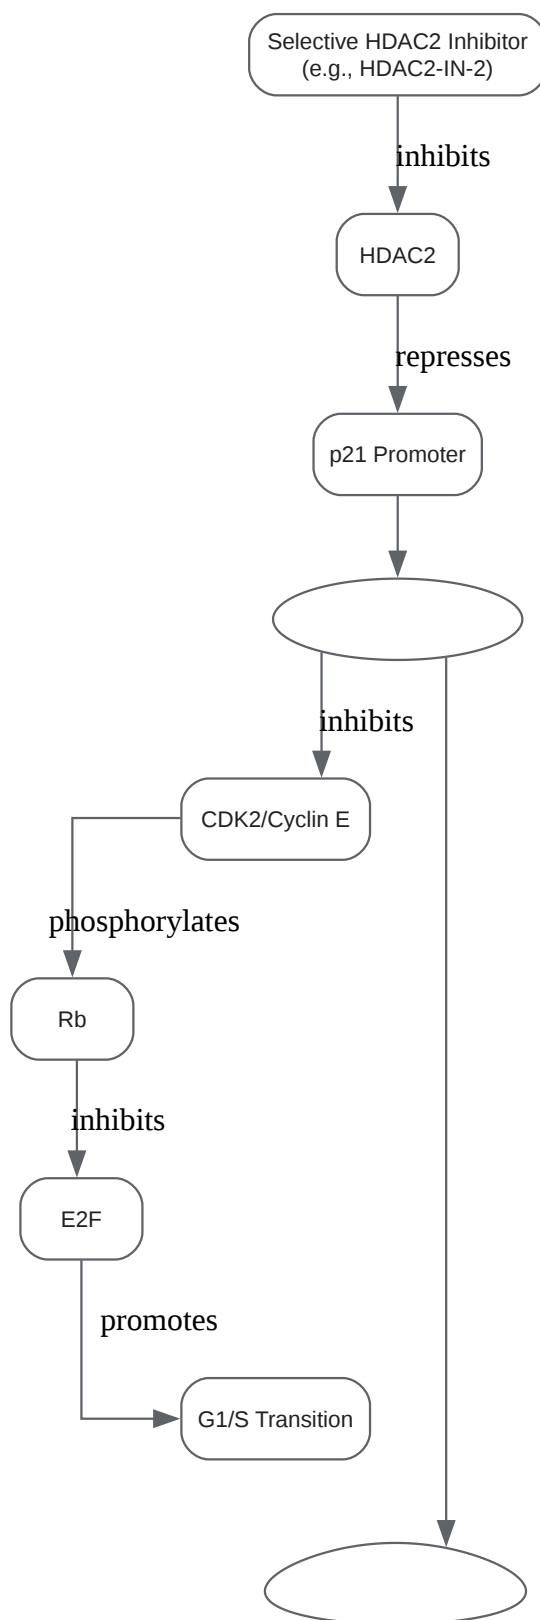 Selective HDAC2 Inhibitor
(e.g., HDAC2-IN-2)
inhibits
HDAC2
represses
p21 Promoter
inhibits
CDK2/Cyclin E
phosphorylates
Rb
inhibits
E2F
promotes
G1/S Transition